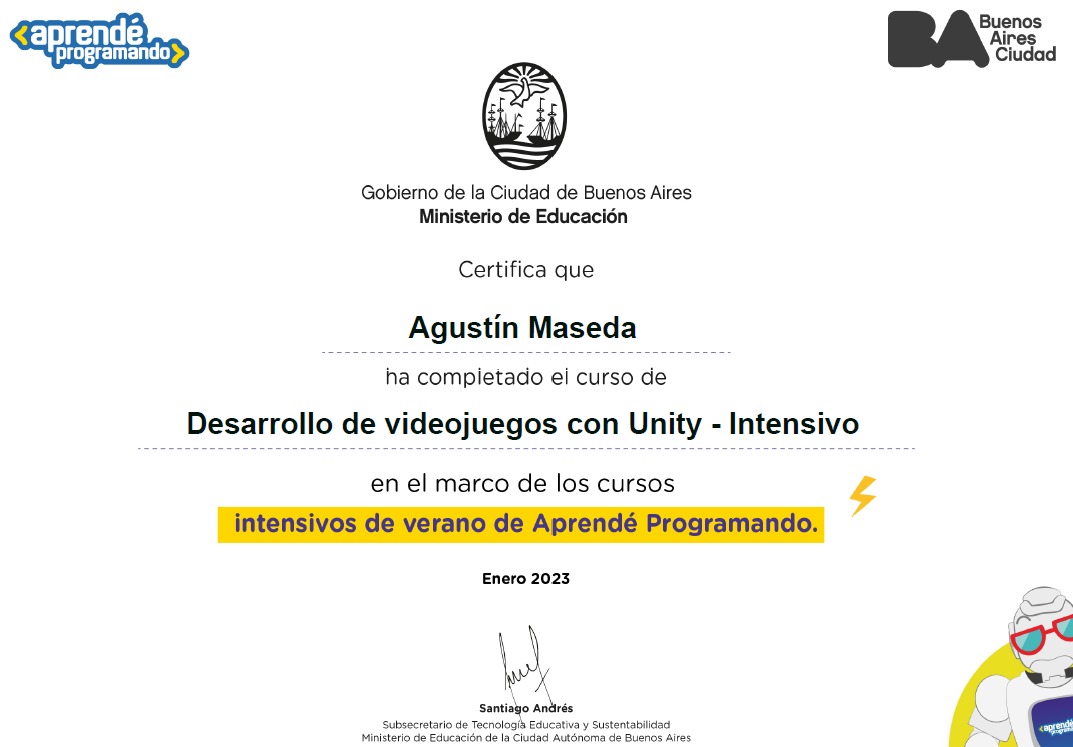 <aprendé
programando>
BA Buenos
Aires
Ciudad
Gobierno de la Ciudad de Buenos Aires
Ministerio de Educación
Certifica que
Agustín Maseda
ha completado el curso de
Desarrollo de videojuegos con Unity - Intensivo
en el marco de los cursos
intensivos de verano de Aprendé Programando.
Enero 2023
Santiago Andrés
Subsecretario de Tecnología Educativa y Sustentabilidad
Ministerio de Educación de la Ciudad Autónoma de Buenos Aires
<aprendé
programando